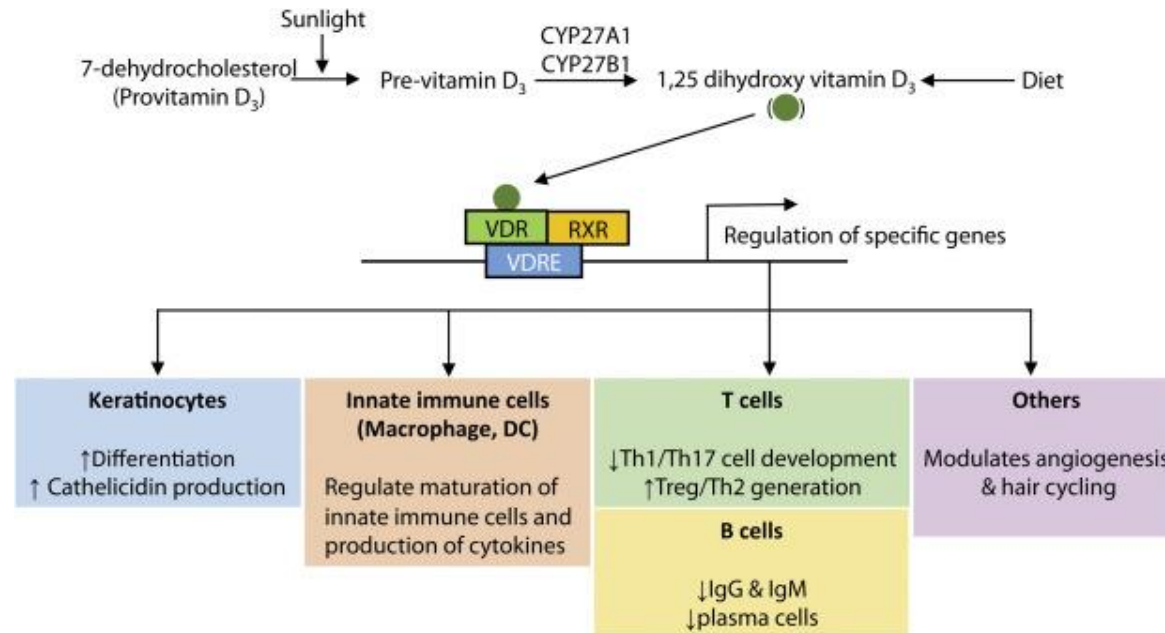 Sunlight
7-dehydrocholesterol
(Provitamin D₃)
Pre-vitamin D₃
CYP27A1
CYP27B1
1,25 dihydroxy vitamin D₃
( )
Diet
VDR
RXR
VDRE
Regulation of specific genes
Keratinocytes
↑Differentiation
↑ Cathelicidin production
Innate immune cells
(Macrophage, DC)
Regulate maturation of
innate immune cells and
production of cytokines
T cells
↓Th1/Th17 cell development
↑Treg/Th2 generation
B cells
↓IgG & IgM
↓plasma cells
Others
Modulates angiogenesis
& hair cycling